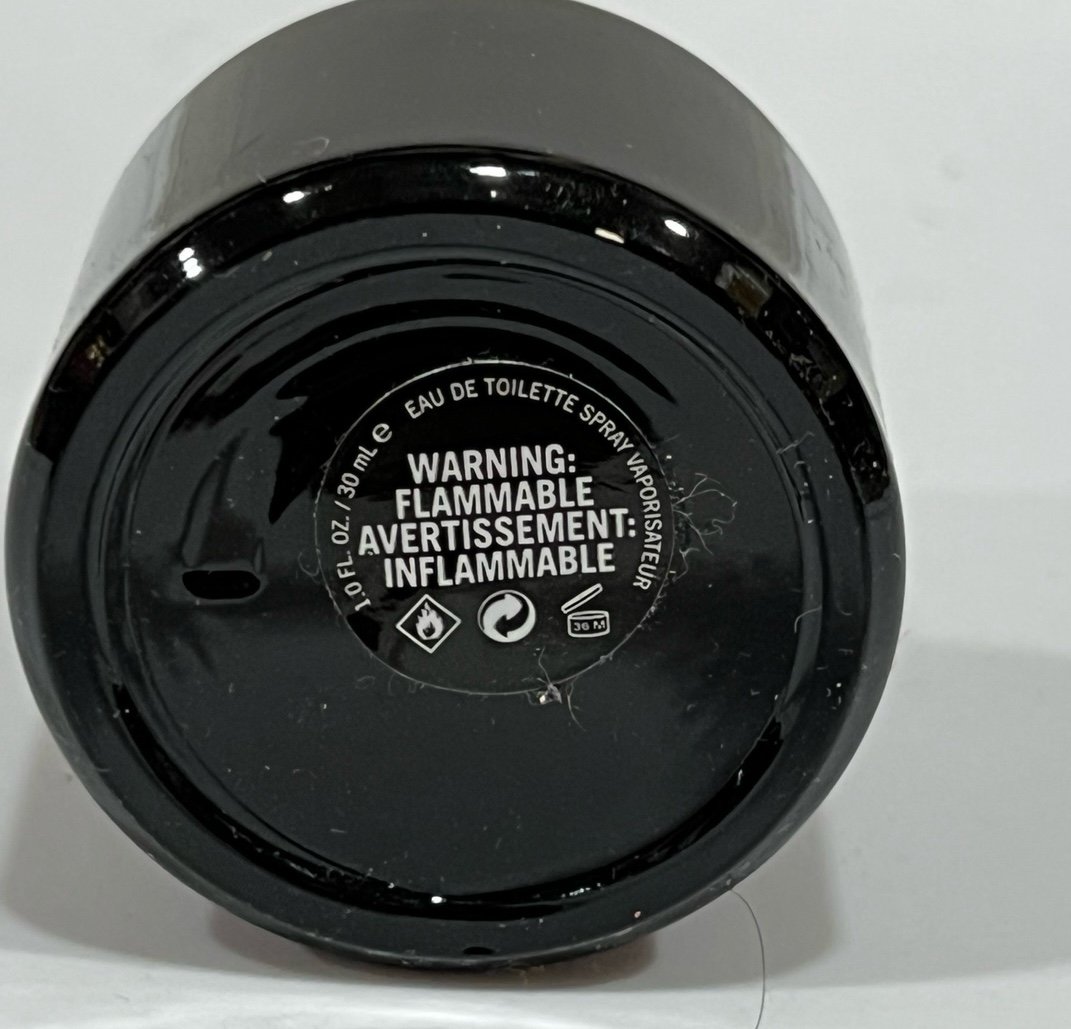 1.0 FL. OZ. / 30 mL e EAU DE TOILETTE SPRAY VAPORISATEUR
WARNING:
FLAMMABLE
AVERTISSEMENT:
INFLAMMABLE
36 M